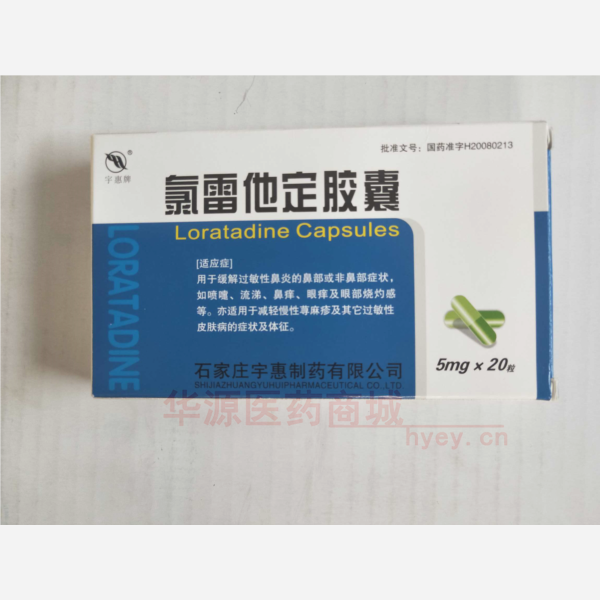 宇惠牌
®
批准文号：国药准字H20080213
氯雷他定胶囊
Loratadine Capsules
LORATADINE
[适应症]
用于缓解过敏性鼻炎的鼻部或非鼻部症状，
如喷嚏、流涕、鼻痒、眼痒及眼部烧灼感
等。亦适用于减轻慢性荨麻疹及其它过敏性
皮肤病的症状及体征。
5mg x 20粒
石家庄宇惠制药有限公司
SHIJIAZHUANGYUHUIPHARMACEUTICAL CO.,LTD
华源医药商城
hyey.cn